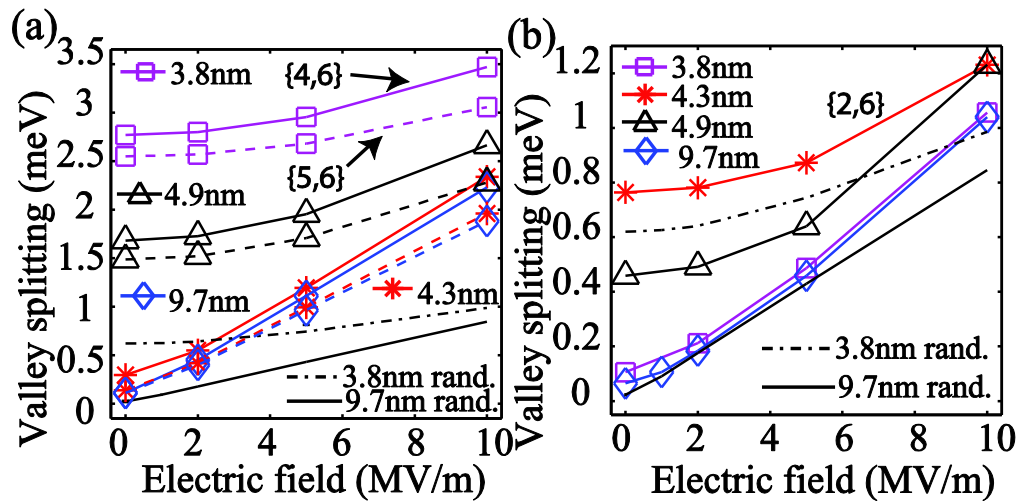 (a)
Valley splitting (meV)
3.5
3
2.5
2
1.5
1
0.5
0
3.8nm
{4,6}
{5,6}
4.9nm
9.7nm
4.3nm
3.8nm rand.
9.7nm rand.
0 2 4 6 8 10
Electric field (MV/m)
(b)
Valley splitting (meV)
1.2
1
0.8
0.6
0.4
0.2
0
3.8nm
4.3nm
4.9nm
9.7nm
{2,6}
3.8nm rand.
9.7nm rand.
0 2 4 6 8 10
Electric field (MV/m)